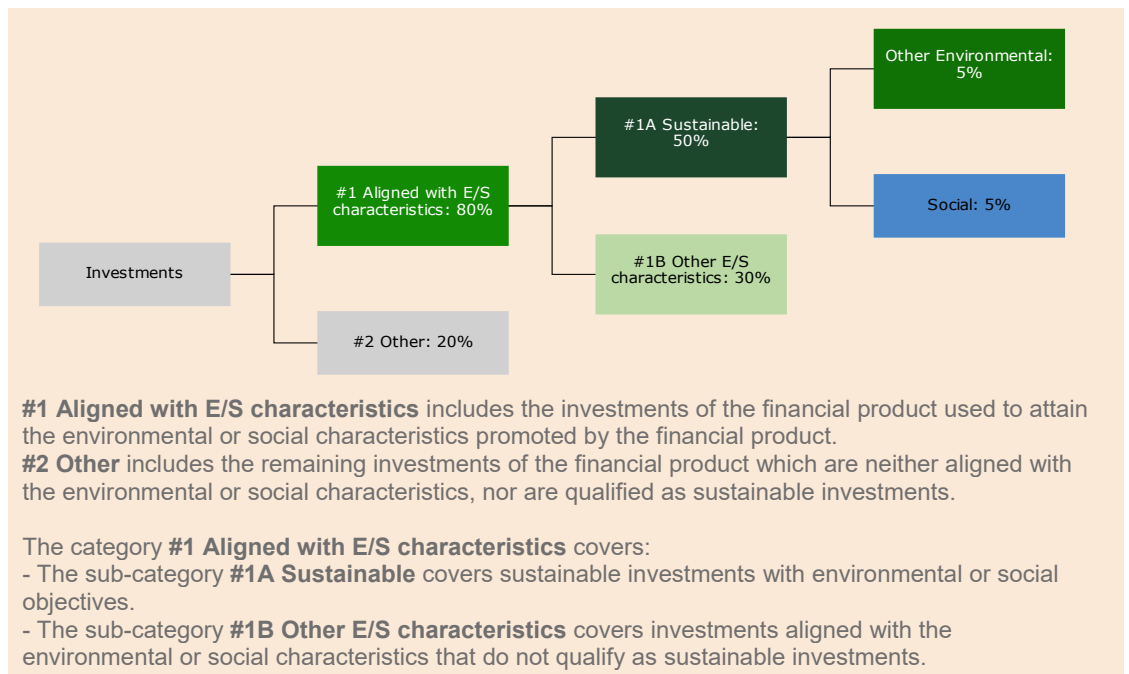 Other Environmental:
5%
#1A Sustainable:
50%
#1 Aligned with E/S
characteristics: 80%
Social: 5%
Investments
#1B Other E/S
characteristics: 30%
#2 Other: 20%
#1 Aligned with E/S characteristics includes the investments of the financial product used to attain
the environmental or social characteristics promoted by the financial product.
#2 Other includes the remaining investments of the financial product which are neither aligned with
the environmental or social characteristics, nor are qualified as sustainable investments.
The category #1 Aligned with E/S characteristics covers:
- The sub-category #1A Sustainable covers sustainable investments with environmental or social
objectives.
- The sub-category #1B Other E/S characteristics covers investments aligned with the
environmental or social characteristics that do not qualify as sustainable investments.